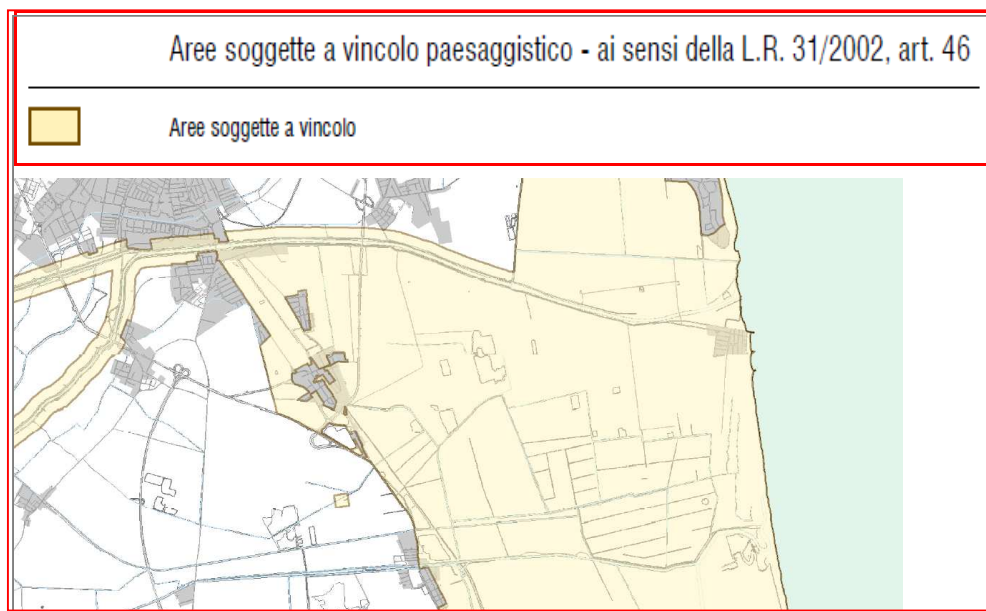 Aree soggette a vincolo paesaggistico - ai sensi della L.R. 31/2002, art. 46
Aree soggette a vincolo